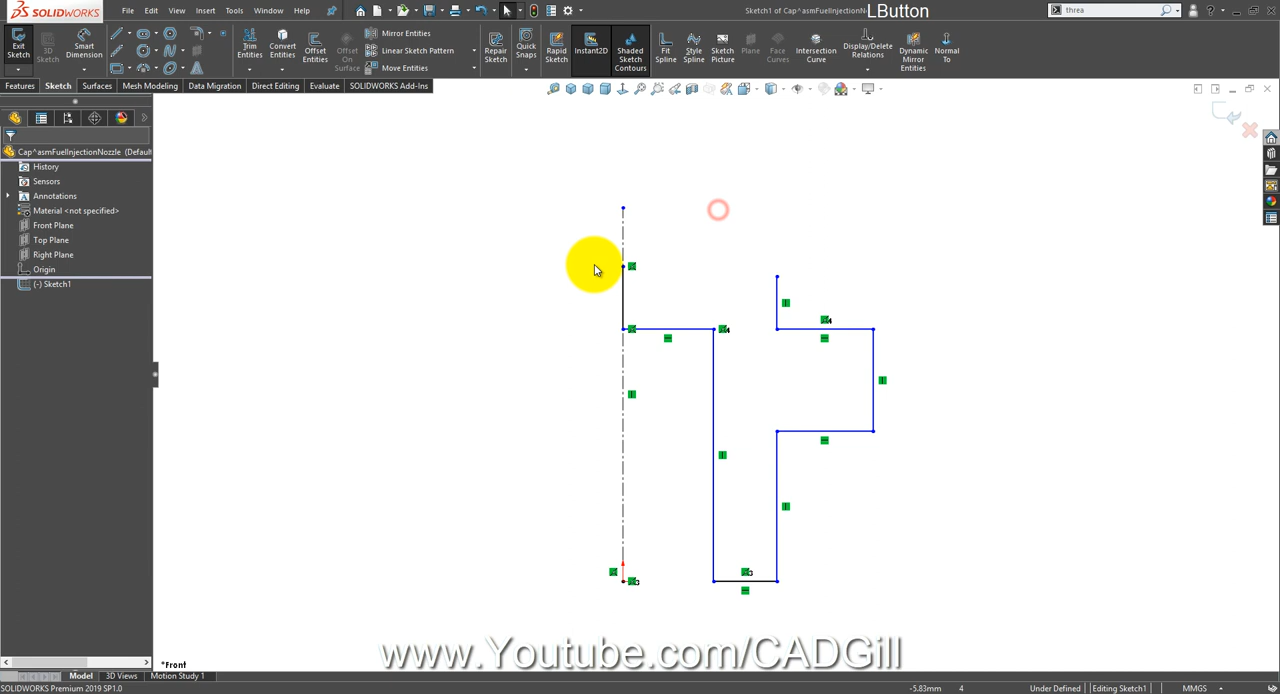 SOLIDWORKS
File Edit View Insert Tools Window Help
Sketch1 of Cap^asmFuelInjectionN
LButton
threa
Exit Sketch
3D Sketch
Smart Dimension
Trim Entities
Convert Entities
Offset Entities
Offset On Surface
Mirror Entities
Linear Sketch Pattern
Move Entities
Display/Delete Relations
Repair Sketch
Quick Snaps
Rapid Sketch
Instant2D
Shaded Sketch Contours
Fit Spline
Style Spline
Sketch Picture
Plane
Face Curves
Intersection Curve
Dynamic Mirror Entities
Normal To
Features Sketch Surfaces Mesh Modeling Data Migration Direct Editing Evaluate SOLIDWORKS Add-Ins
Cap^asmFuelInjectionNozzle (Default
History
Sensors
Annotations
Material <not specified>
Front Plane
Top Plane
Right Plane
Origin
(-) Sketch1
4
4
3
3
www.Youtube.com/CADGill
*Front
Model 3D Views Motion Study 1
SOLIDWORKS Premium 2019 SP1.0
-5.83mm 4 Under Defined Editing Sketch1 MMGS